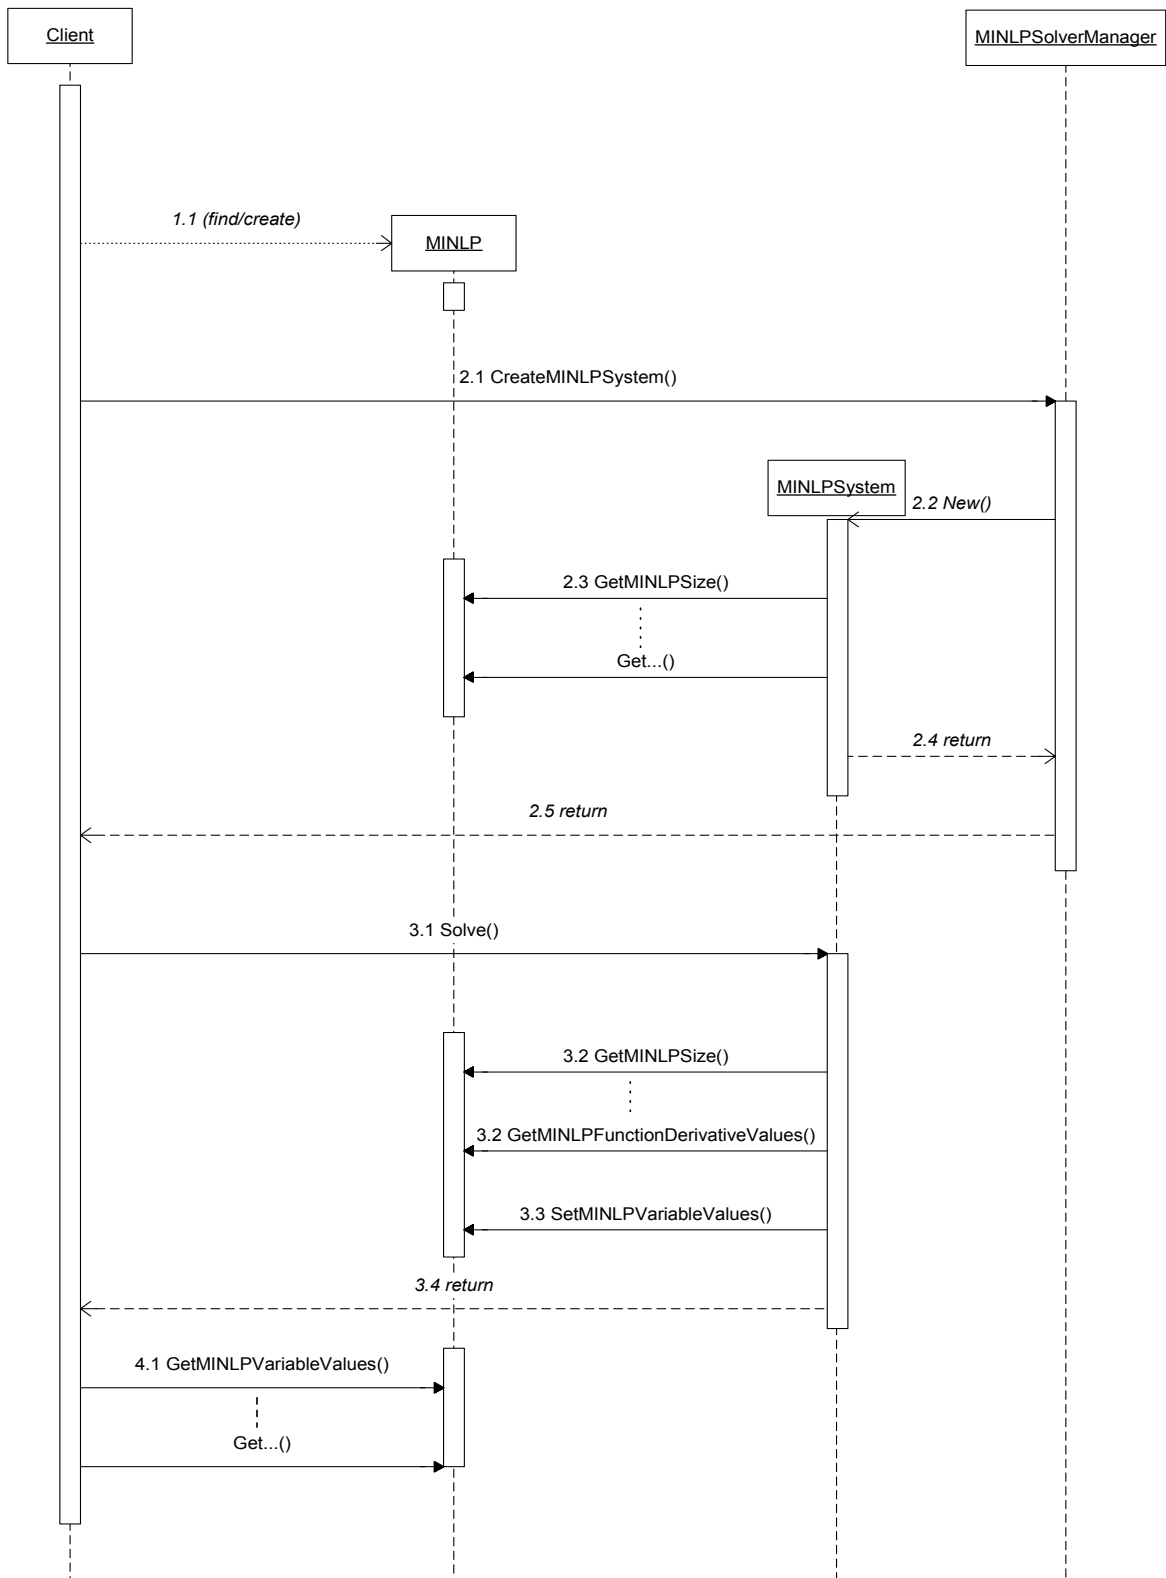 Client
MINLPSolverManager
1.1 (find/create)
MINLP
2.1 CreateMINLPSystem()
MINLPSystem
2.2 New()
2.3 GetMINLPSize()
Get...()
2.4 return
2.5 return
3.1 Solve()
3.2 GetMINLPSize()
3.2 GetMINLPFunctionDerivativeValues()
3.3 SetMINLPVariableValues()
3.4 return
4.1 GetMINLPVariableValues()
Get...()